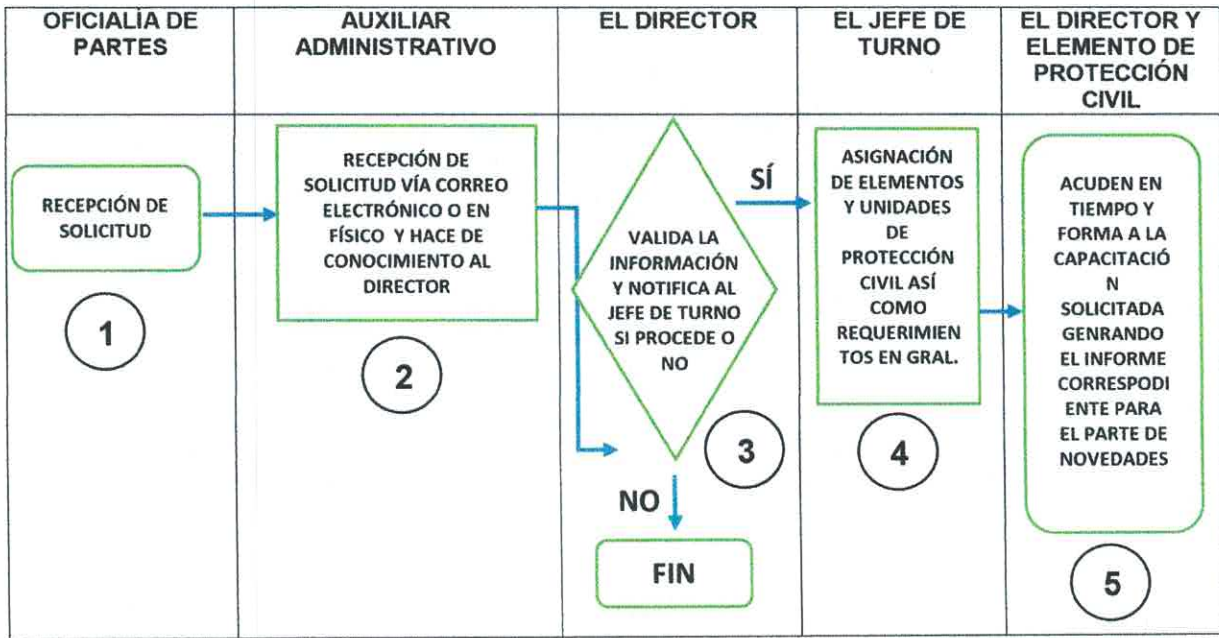 OFICIALÍA DE
PARTES
AUXILIAR
ADMINISTRATIVO
EL DIRECTOR
EL JEFE DE
TURNO
EL DIRECTOR Y
ELEMENTO DE
PROTECCIÓN
CIVIL
RECEPCIÓN DE
SOLICITUD
1
RECEPCIÓN DE
SOLICITUD VÍA CORREO
ELECTRÓNICO O EN
FÍSICO Y HACE DE
CONOCIMIENTO AL
DIRECTOR
2
VALIDA LA
INFORMACIÓN
Y NOTIFICA AL
JEFE DE TURNO
SI PROCEDE O
NO
3
SÍ
NO
FIN
ASIGNACIÓN
DE ELEMENTOS
Y UNIDADES
DE
PROTECCIÓN
CIVIL ASÍ
COMO
REQUERIMIEN
TOS EN GRAL.
4
ACUDEN EN
TIEMPO Y
FORMA A LA
CAPACITACIÓ
N
SOLICITADA
GENRANDO
EL INFORME
CORRESPODI
ENTE PARA
EL PARTE DE
NOVEDADES
5